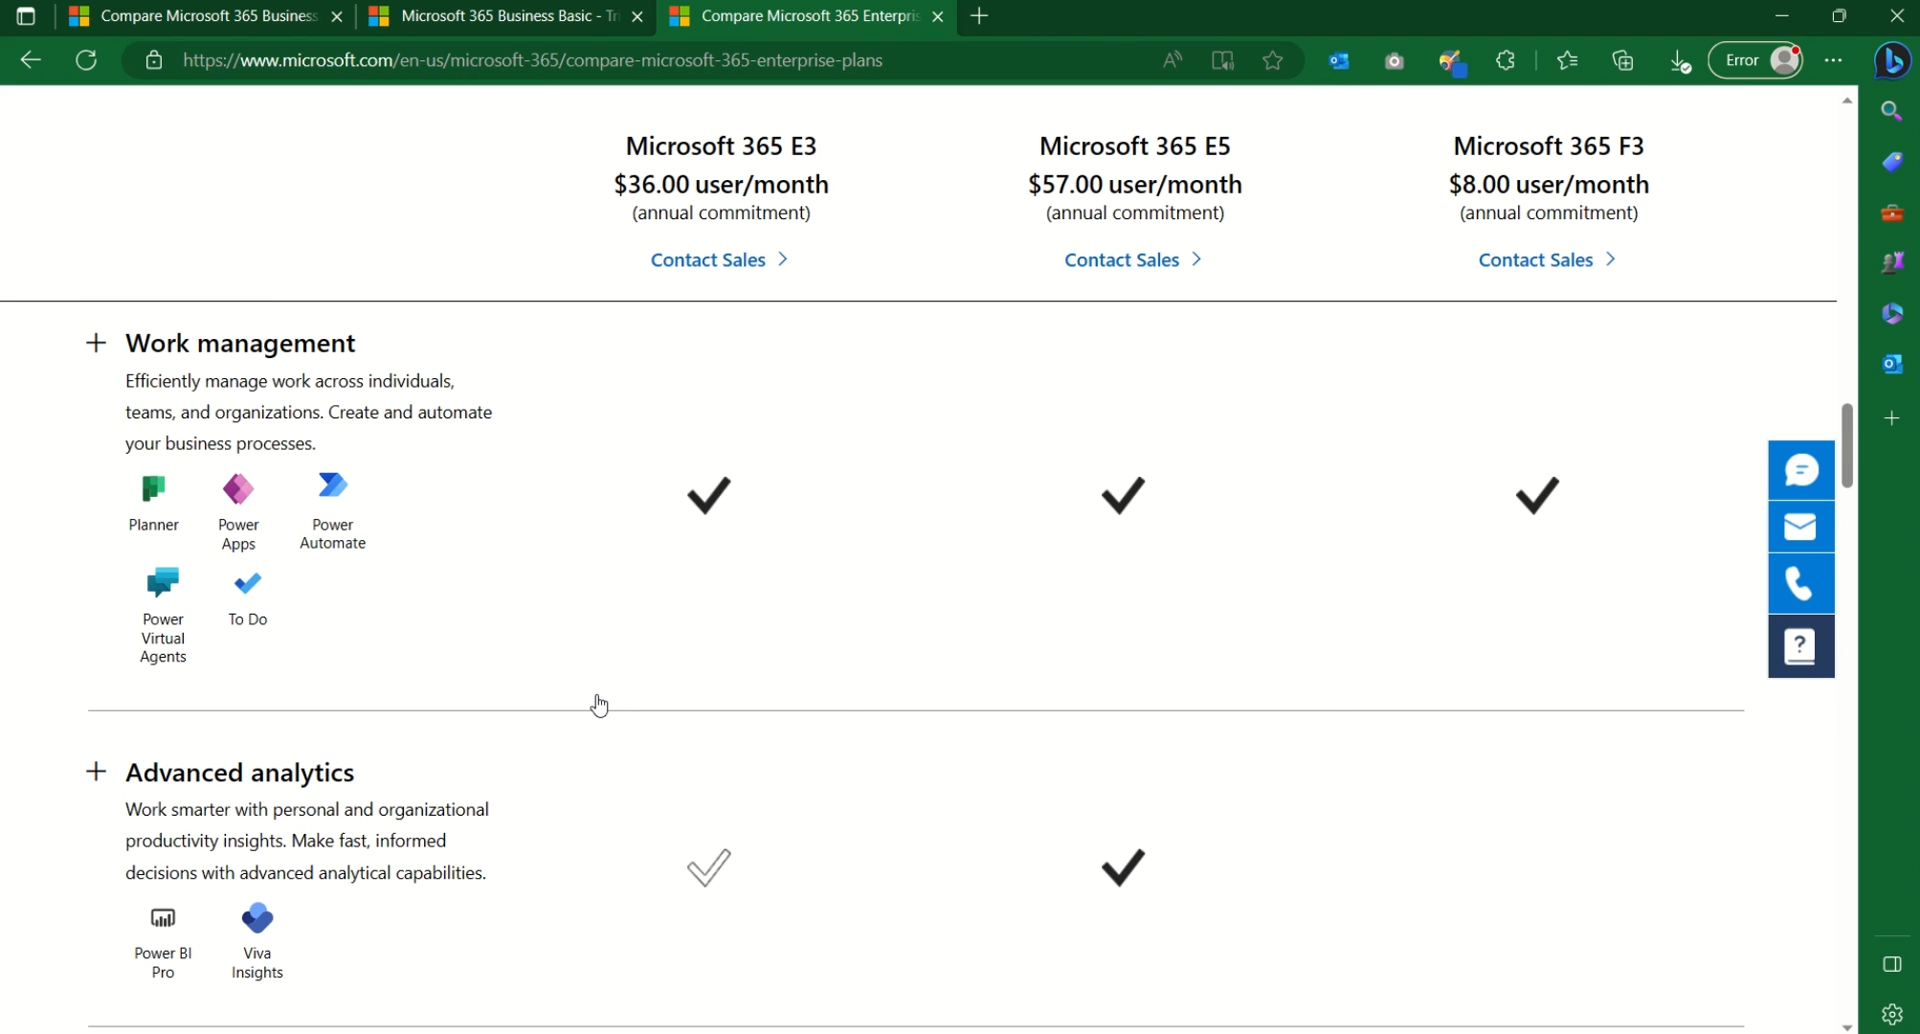 Compare Microsoft 365 Business
Microsoft 365 Business Basic - Tr
Compare Microsoft 365 Enterpris
https://www.microsoft.com/en-us/microsoft-365/compare-microsoft-365-enterprise-plans
Error
Microsoft 365 E3
$36.00 user/month
(annual commitment)
Contact Sales
Microsoft 365 E5
$57.00 user/month
(annual commitment)
Contact Sales
Microsoft 365 F3
$8.00 user/month
(annual commitment)
Contact Sales
Work management
Efficiently manage work across individuals,
teams, and organizations. Create and automate
your business processes.
Planner
Power
Apps
Power
Automate
Power
Virtual
Agents
To Do
Advanced analytics
Work smarter with personal and organizational
productivity insights. Make fast, informed
decisions with advanced analytical capabilities.
Power BI
Pro
Viva
Insights